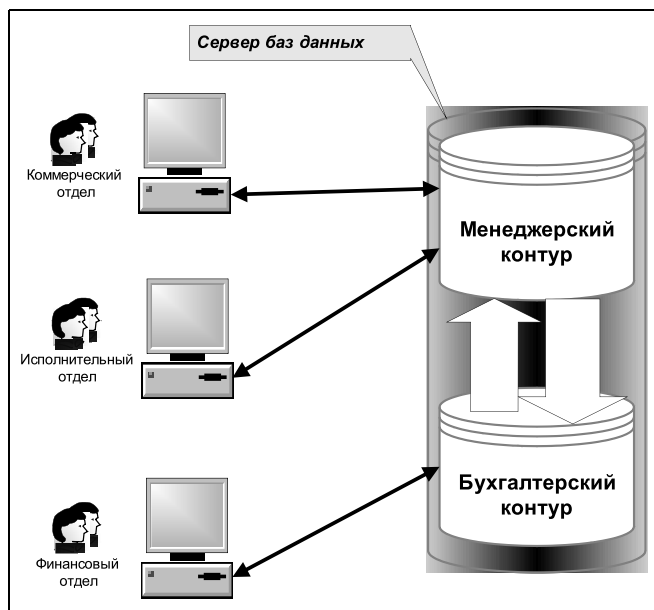 Сервер баз данных
Коммерческий
отдел
Менеджерский
контур
Исполнительный
отдел
Бухгалтерский
контур
Финансовый
отдел